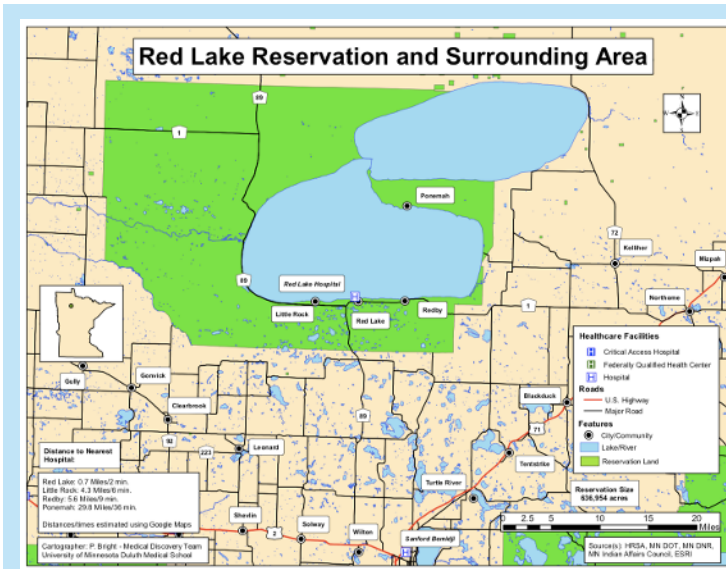 Red Lake Reservation and Surrounding Area
89
1
N
W
E
S
Ponemah
72
Kelliher
Mizpah
89
Red Lake Hospital
Northome
1
Little Rock
Red Lake
Redby
Healthcare Facilities
Critical Access Hospital
Federally Qualified Health Center
Hospital
Roads
U.S. Highway
Major Road
Features
City/Community
Lake/River
Reservation Land
Gully
Gonvick
Clearbrook
Blackduck
89
71
92
223
Leonard
Tenstrike
Distance to Nearest
Hospital:
Red Lake: 0.7 Miles/2 min.
Little Rock: 4.3 Miles/6 min.
Redby: 5.6 Miles/9 min.
Ponemah: 29.8 Miles/36 min.
Distances/times estimated using Google Maps
Turtle River
Reservation Size
636,954 acres
Shevlin
2
Solway
Wilton
Sanford Bemidji
0 2.5 5 10 15 20
Miles
Cartographer: P. Bright - Medical Discovery Team
University of Minnesota Duluth Medical School
Source(s): HRSA, MN DOT, MN DNR,
MN Indian Affairs Council, ESRI